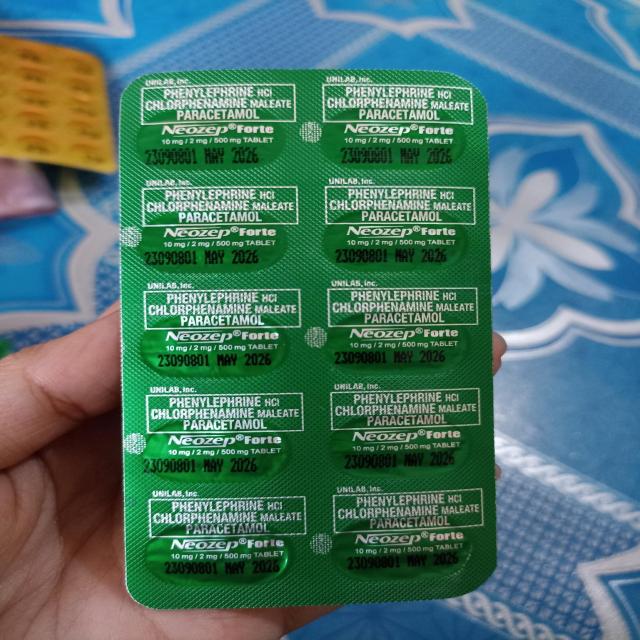 UNILAB, Inc.
PHENYLEPHRINE HCl
CHLORPHENAMINE MALEATE
PARACETAMOL
Neozep®Forte
10 mg / 2 mg / 500 mg TABLET
23090801 MAY 2026
UNILAB, Inc.
PHENYLEPHRINE HCl
CHLORPHENAMINE MALEATE
PARACETAMOL
Neozep®Forte
10 mg / 2 mg / 500 mg TABLET
23090801 MAY 2026
UNILAB, Inc.
PHENYLEPHRINE HCl
CHLORPHENAMINE MALEATE
PARACETAMOL
Neozep®Forte
10 mg / 2 mg / 500 mg TABLET
23090801 MAY 2026
UNILAB, Inc.
PHENYLEPHRINE HCl
CHLORPHENAMINE MALEATE
PARACETAMOL
Neozep®Forte
10 mg / 2 mg / 500 mg TABLET
23090801 MAY 2026
UNILAB, Inc.
PHENYLEPHRINE HCl
CHLORPHENAMINE MALEATE
PARACETAMOL
Neozep®Forte
10 mg / 2 mg / 500 mg TABLET
23090801 MAY 2026
UNILAB, Inc.
PHENYLEPHRINE HCl
CHLORPHENAMINE MALEATE
PARACETAMOL
Neozep®Forte
10 mg / 2 mg / 500 mg TABLET
23090801 MAY 2026
UNILAB, Inc.
PHENYLEPHRINE HCl
CHLORPHENAMINE MALEATE
PARACETAMOL
Neozep®Forte
10 mg / 2 mg / 500 mg TABLET
23090801 MAY 2026
UNILAB, Inc.
PHENYLEPHRINE HCl
CHLORPHENAMINE MALEATE
PARACETAMOL
Neozep®Forte
10 mg / 2 mg / 500 mg TABLET
23090801 MAY 2026
UNILAB, Inc.
PHENYLEPHRINE HCl
CHLORPHENAMINE MALEATE
PARACETAMOL
Neozep®Forte
10 mg / 2 mg / 500 mg TABLET
23090801 MAY 2026
UNILAB, Inc.
PHENYLEPHRINE HCl
CHLORPHENAMINE MALEATE
PARACETAMOL
Neozep®Forte
10 mg / 2 mg / 500 mg TABLET
23090801 MAY 2026